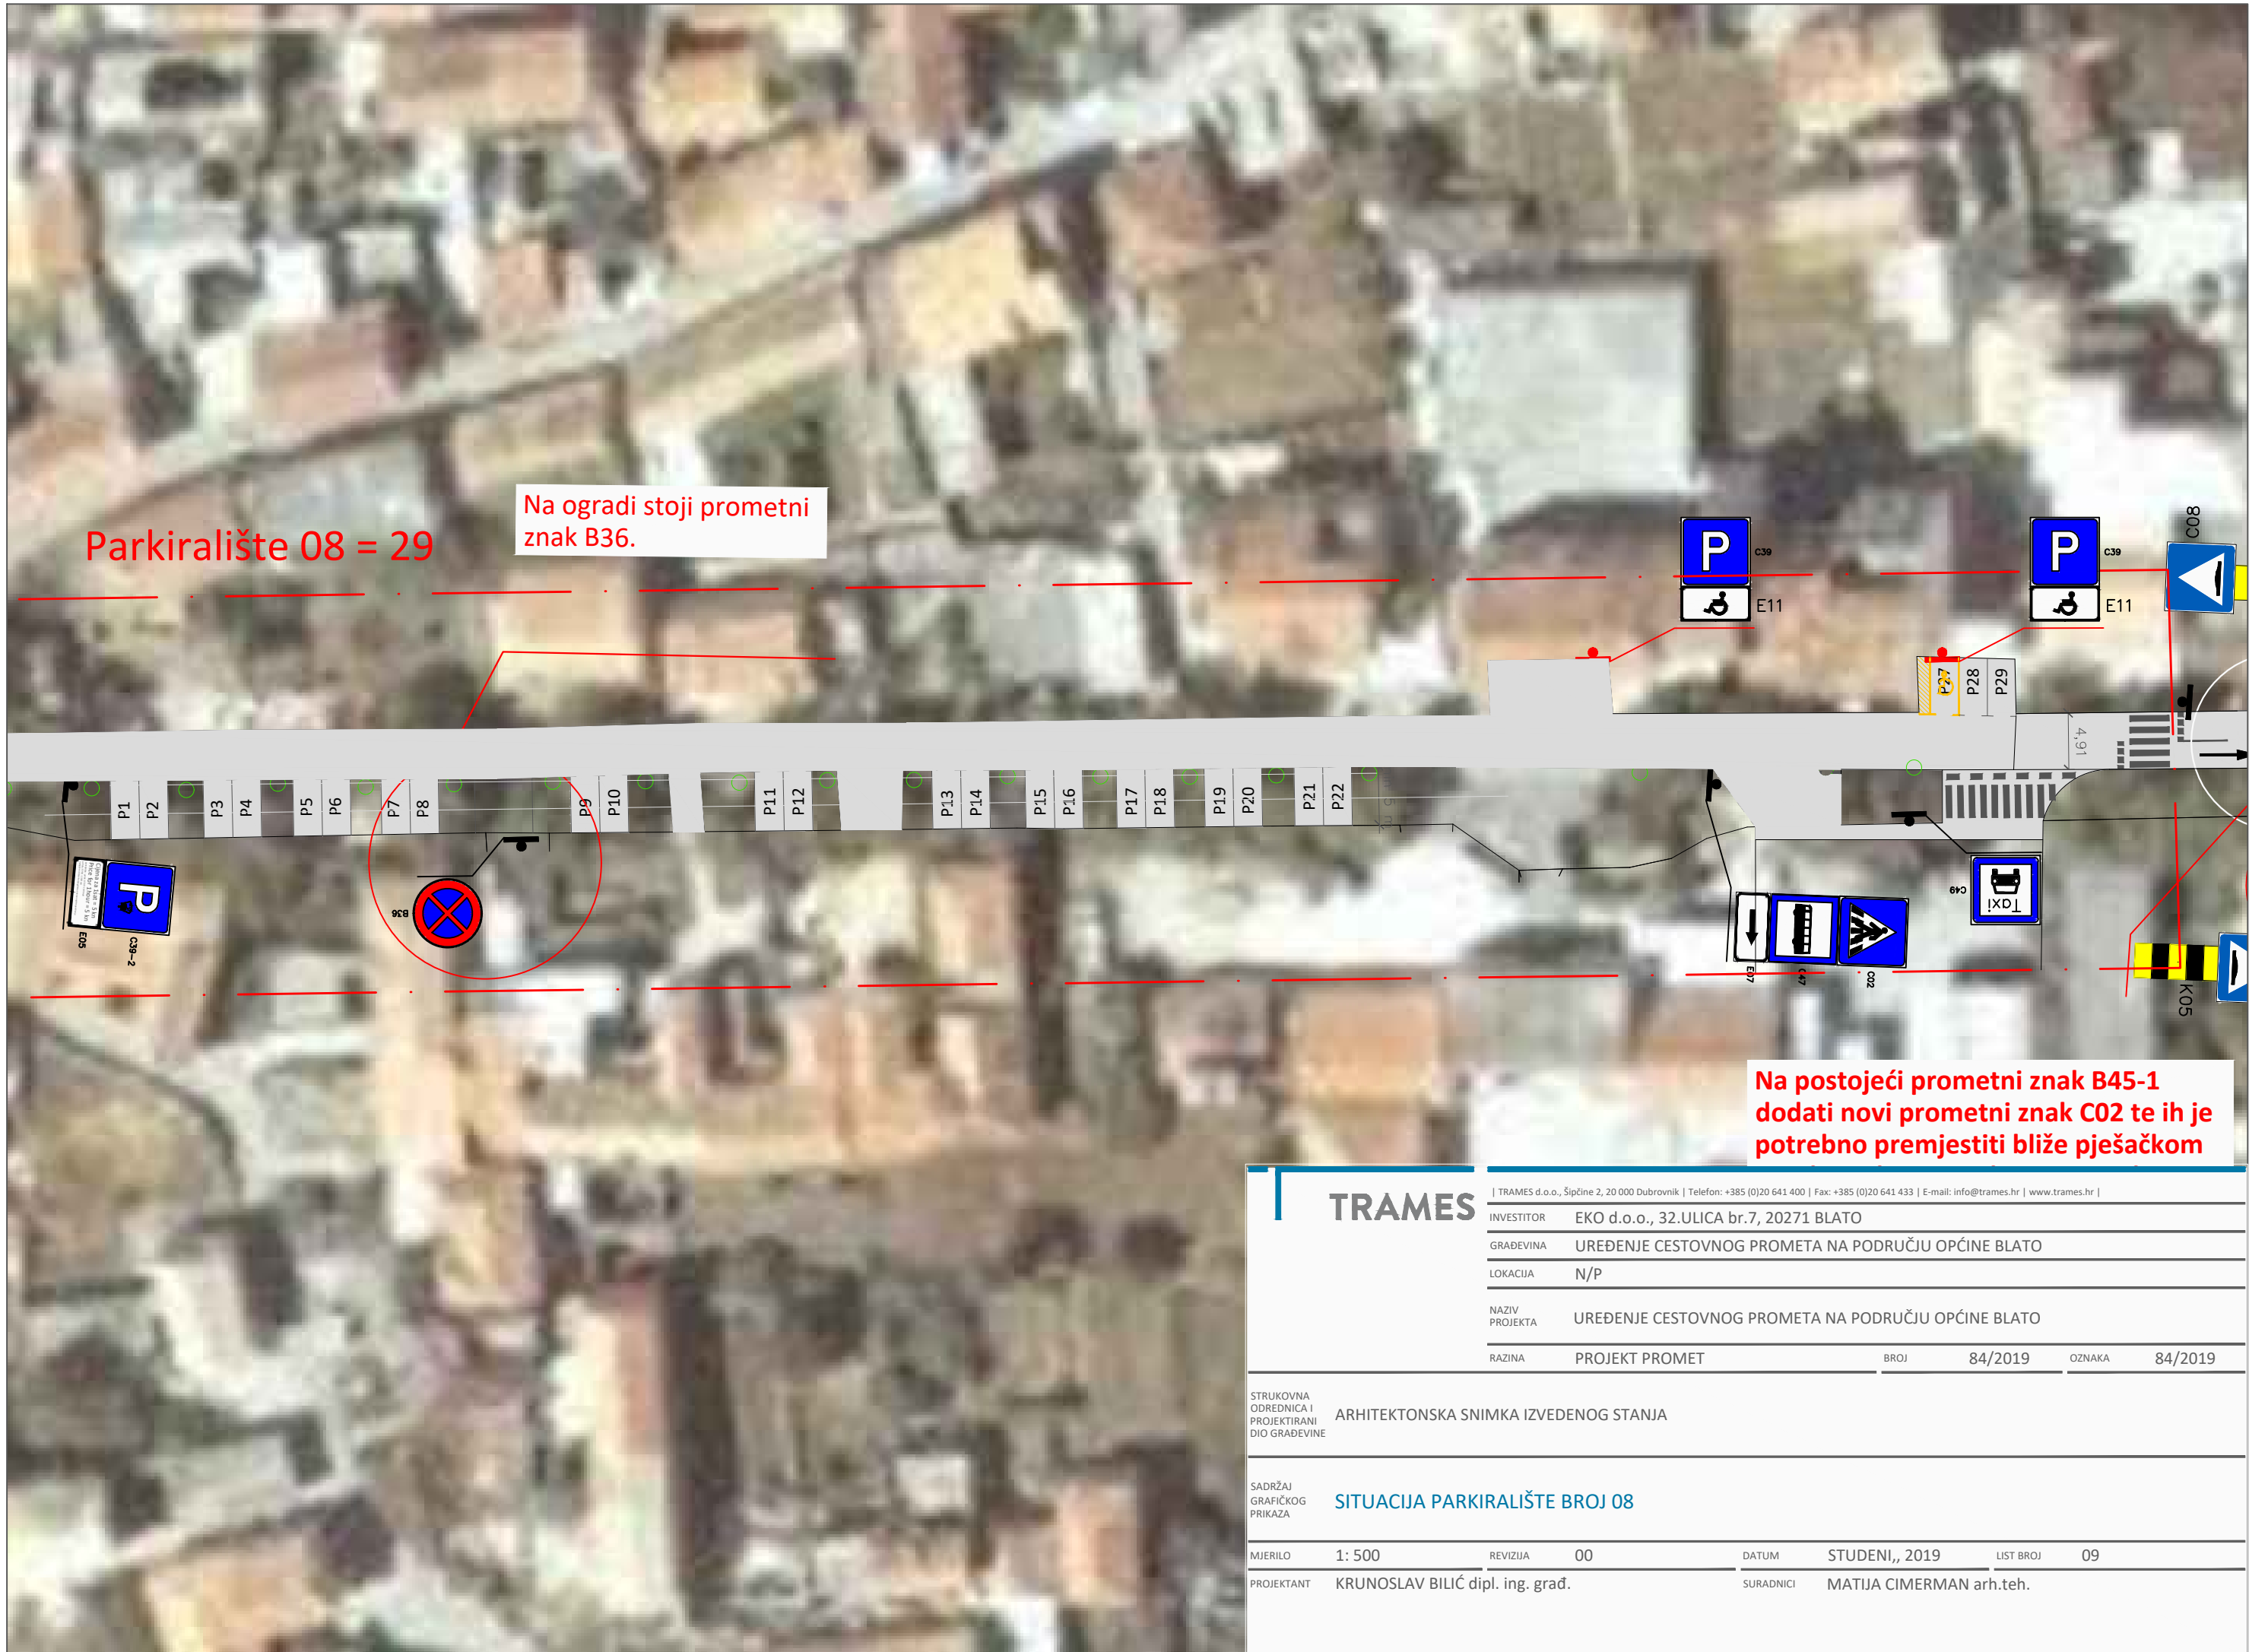 Parkiralište 08 = 29
Na ogradi stoji prometni
znak B36.
P
C39
E11
P
C39
E11
C08
P27
P28
P29
4,91
P1
P2
P3
P4
P5
P6
P7
P8
P9
P10
P11
P12
P13
P14
P15
P16
P17
P18
P19
P20
P21
P22
P
E05
C39-2
B36
Taxi
C49
E07
C47
C02
K05
Na postojeći prometni znak B45-1
dodati novi prometni znak C02 te ih je
potrebno premjestiti bliže pješačkom
TRAMES
| TRAMES d.o.o., Šipčine 2, 20 000 Dubrovnik | Telefon: +385 (0)20 641 400 | Fax: +385 (0)20 641 433 | E-mail: info@trames.hr | www.trames.hr |
INVESTITOR EKO d.o.o., 32.ULICA br.7, 20271 BLATO
GRAĐEVINA UREĐENJE CESTOVNOG PROMETA NA PODRUČJU OPĆINE BLATO
LOKACIJA N/P
NAZIV
PROJEKTA UREĐENJE CESTOVNOG PROMETA NA PODRUČJU OPĆINE BLATO
RAZINA PROJEKT PROMET BROJ 84/2019 OZNAKA 84/2019
STRUKOVNA
ODREDNICA I
PROJEKTIRANI
DIO GRAĐEVINE
ARHITEKTONSKA SNIMKA IZVEDENOG STANJA
SADRŽAJ
GRAFIČKOG
PRIKAZA
SITUACIJA PARKIRALIŠTE BROJ 08
MJERILO 1: 500 REVIZIJA 00 DATUM STUDENI,, 2019 LIST BROJ 09
PROJEKTANT KRUNOSLAV BILIĆ dipl. ing. građ. SURADNICI MATIJA CIMERMAN arh.teh.